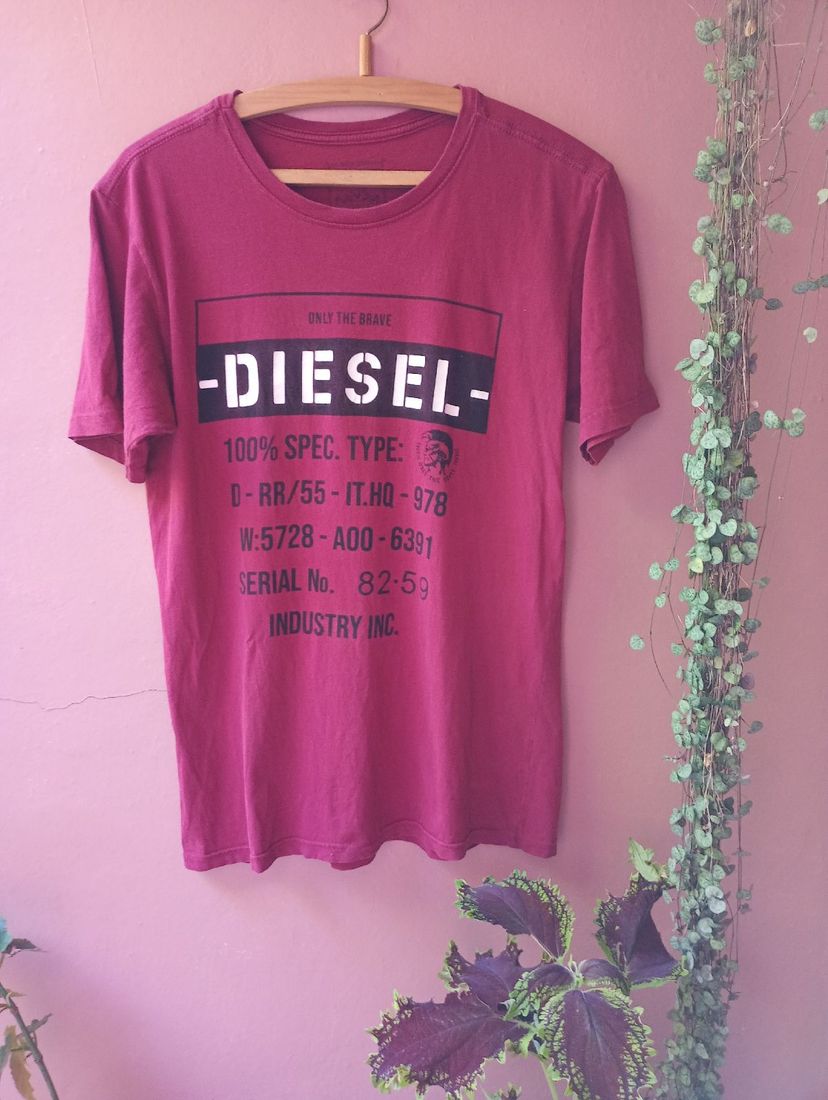 ONLY THE BRAVE
-DIESEL-
100% SPEC. TYPE:
D - RR/55 - IT.HQ - 978
W:5728 - A00 - 6391
SERIAL No. 82·59
INDUSTRY INC.